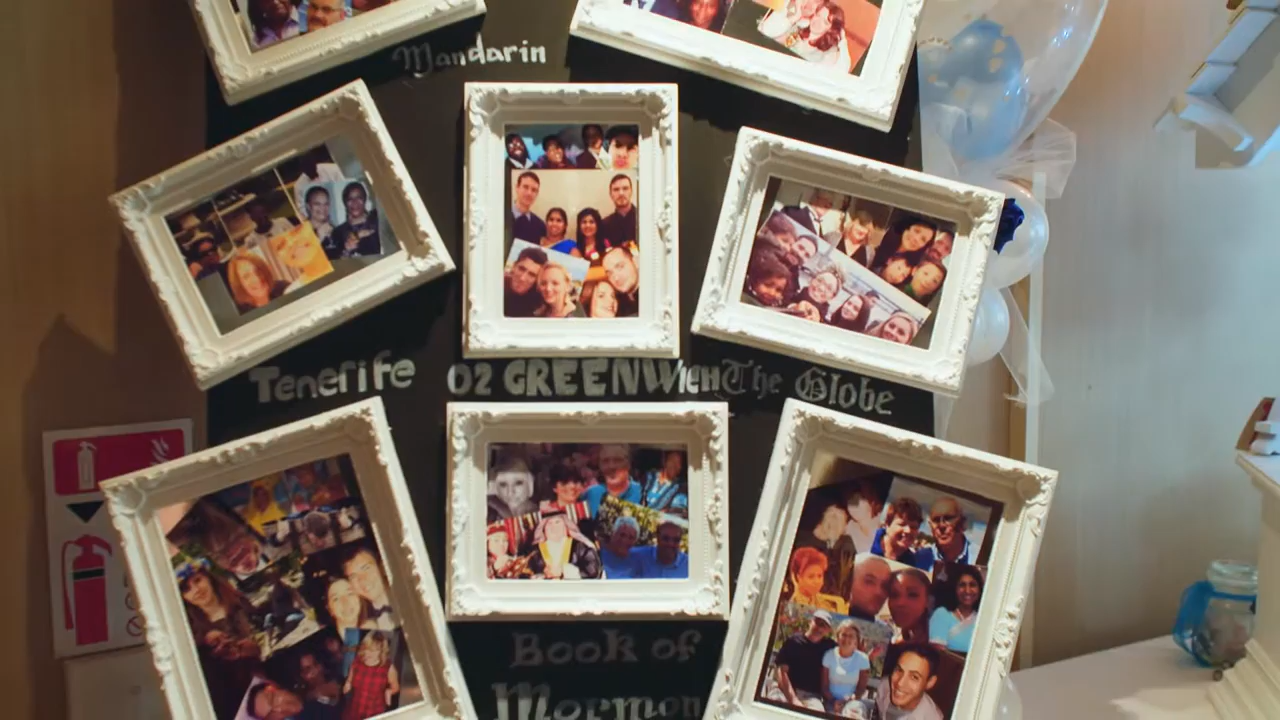 Mandarin
Tenerife
O2 GREENWICH
The Globe
Book of
Mormon